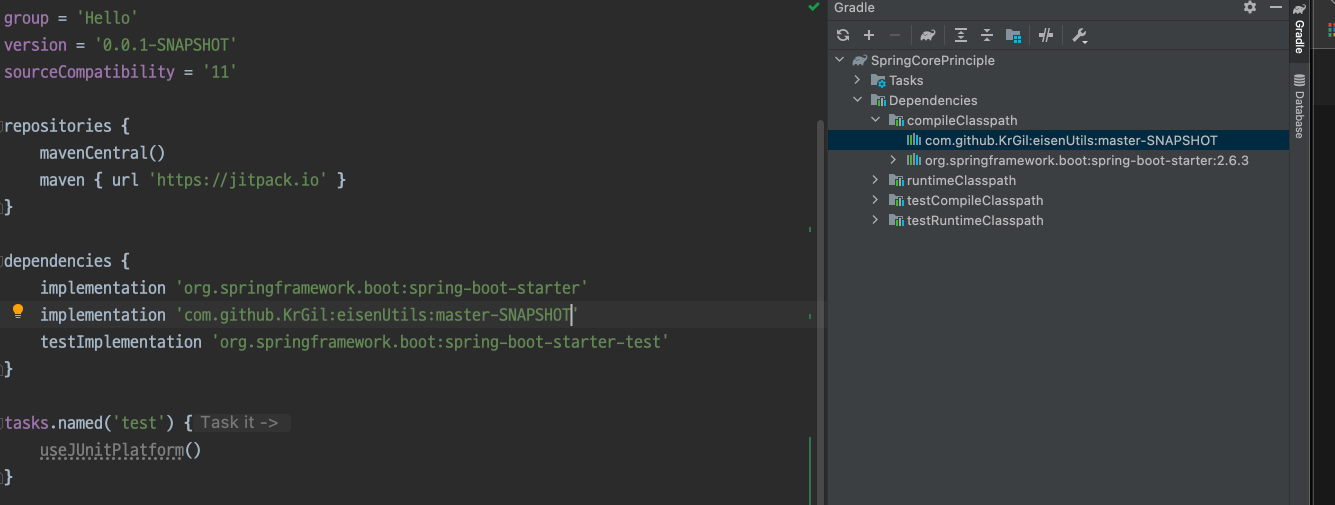 group = 'Hello'
version = '0.0.1-SNAPSHOT'
sourceCompatibility = '11'
repositories {
mavenCentral()
maven { url 'https://jitpack.io' }
}
dependencies {
implementation 'org.springframework.boot:spring-boot-starter'
implementation 'com.github.KrGil:eisenUtils:master-SNAPSHOT'
testImplementation 'org.springframework.boot:spring-boot-starter-test'
}
tasks.named('test') { Task it ->
useJUnitPlatform()
}
Gradle
SpringCorePrinciple
Tasks
Dependencies
compileClasspath
com.github.KrGil:eisenUtils:master-SNAPSHOT
org.springframework.boot:spring-boot-starter:2.6.3
runtimeClasspath
testCompileClasspath
testRuntimeClasspath
Gradle
Database